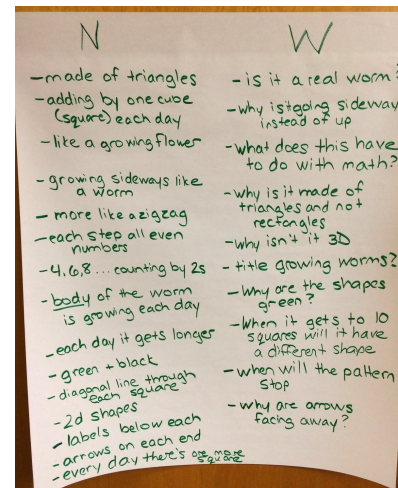 N
-made of triangles
-adding by one cube
(square) each day
-like a growing flower
-growing sideways like
a worm
-more like a zigzag
-each step all even
numbers
-4,6,8... counting by 2s
-body of the worm
is growing each day
-each day it gets longer
-green + black
-diagonal line through
each square
-2d shapes
-labels below each
-arrows on each end
-every day there's one more
square
W
-is it a real worm?
-why is it going sideway
instead of up
-what does this have
to do with math?
-why is it made of
triangles and not
rectangles
-why isn't it 3D
-title growing worms?
-Why are the shapes
green?
-When it gets to 10
squares will it have
a different shape
-when will the pattern
stop
-why are arrows
facing away?